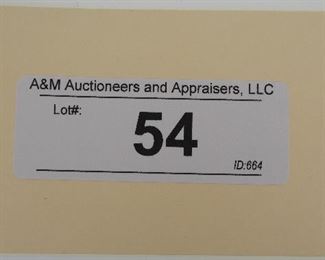 A&M Auctioneers and Appraisers, LLC
Lot#:
54
ID:664